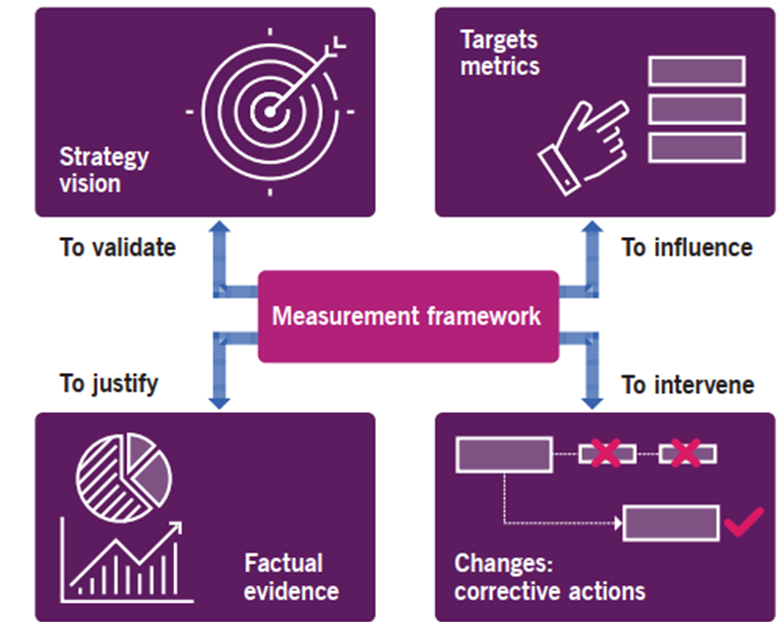 Strategy
vision
Targets
metrics
To validate
To influence
Measurement framework
To justify
To intervene
Factual
evidence
Changes:
corrective actions